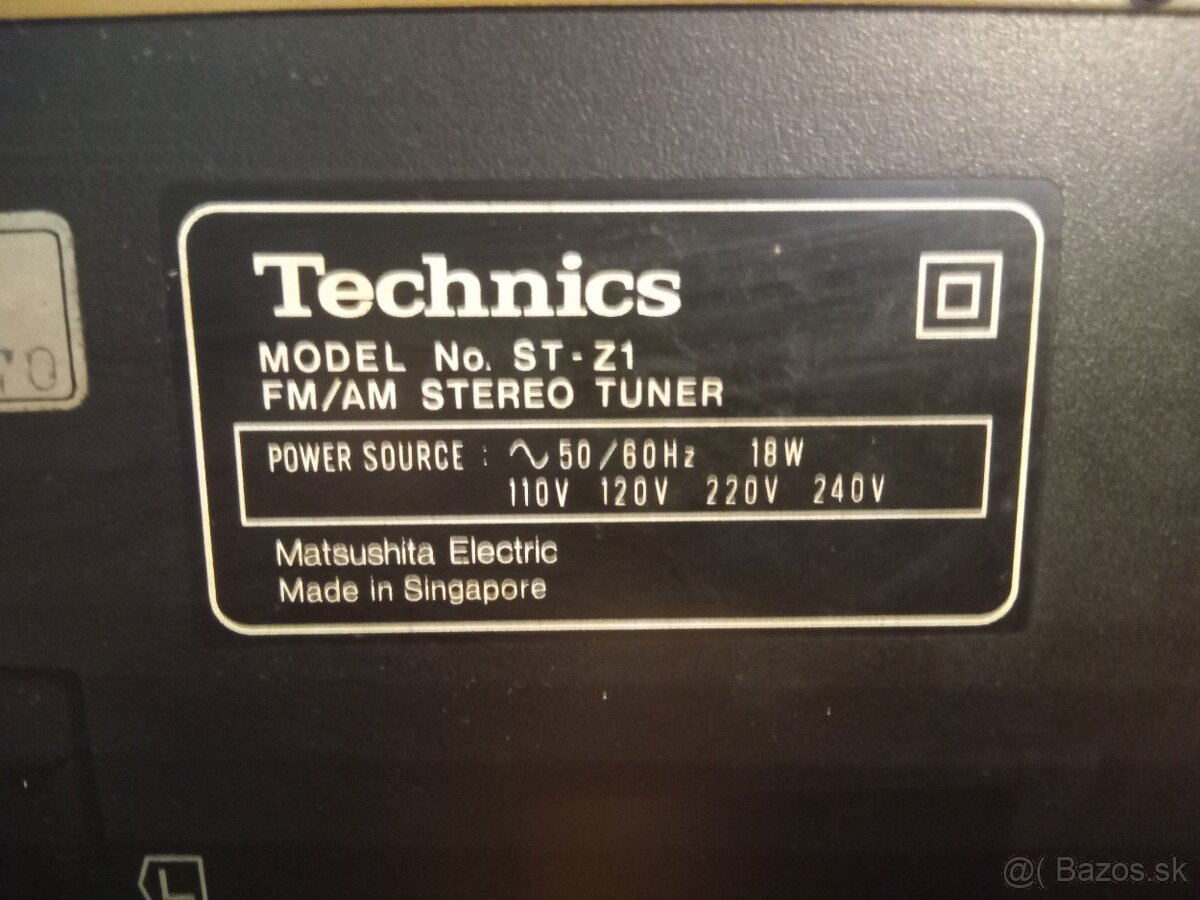 Technics
MODEL No. ST-Z1
FM/AM STEREO TUNER
POWER SOURCE : ∿ 50/60Hz 18W
110V 120V 220V 240V
Matsushita Electric
Made in Singapore
L
@( Bazos.sk